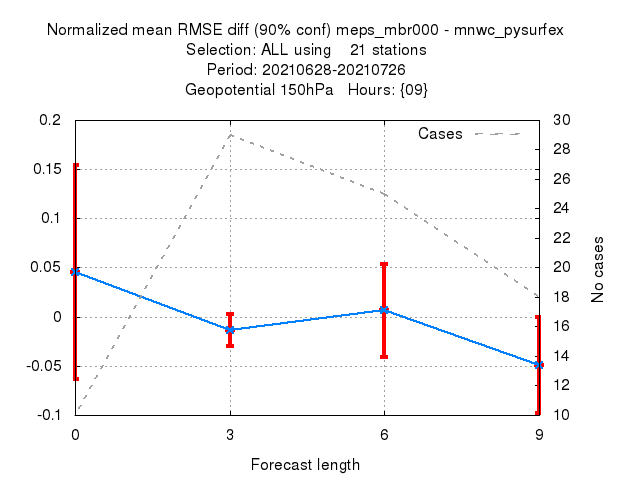 Normalized mean RMSE diff (90% conf) meps_mbr000 - mnwc_pysurfex
Selection: ALL using    21 stations
Period: 20210628-20210726
Geopotential 150hPa   Hours: {09}
0.2
0.15
0.1
0.05
0
-0.05
-0.1
Cases
30
28
26
24
22
20
18
16
14
12
10
No cases
0 3 6 9
Forecast length